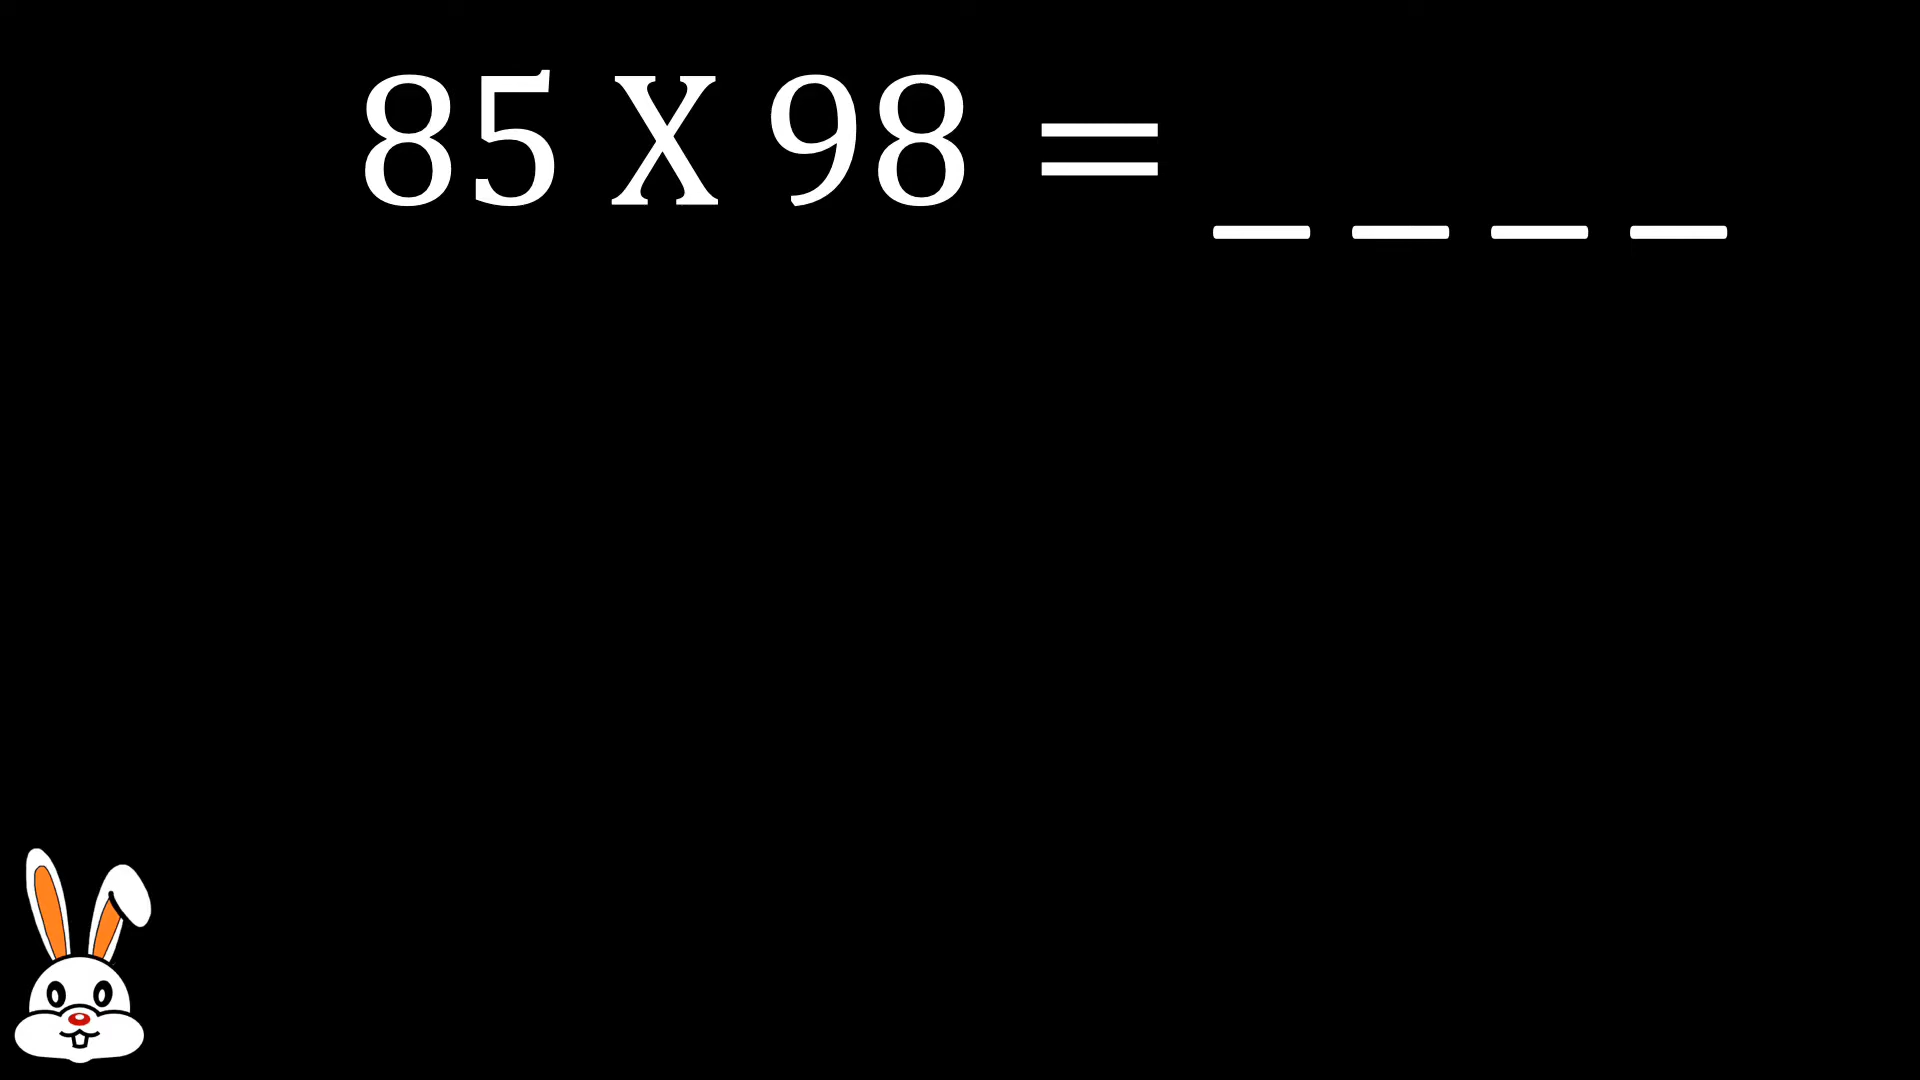 85 X 98 = _ _ _ _